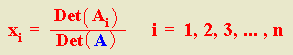 xᵢ = Det(Aᵢ) / Det(A)   i = 1, 2, 3, ... , n